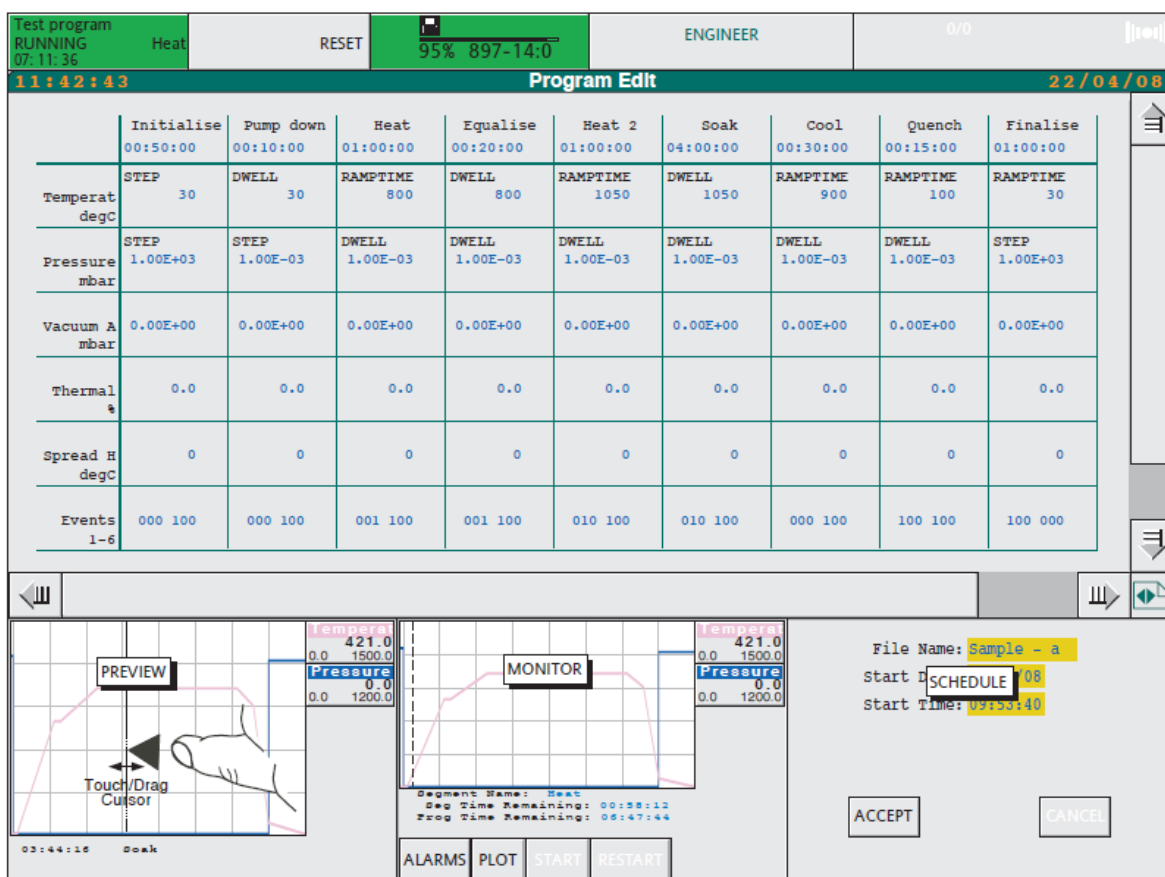 Test program
RUNNING Heat RESET 95% 897-14:0 ENGINEER 0/0
07:11:36
11:42:43 Program Edit 22/04/08
Initialise Pump down Heat Equalise Heat 2 Soak Cool Quench Finalise
00:50:00 00:10:00 01:00:00 00:20:00 01:00:00 04:00:00 00:30:00 00:15:00 01:00:00
STEP DWELL RAMPTIME DWELL RAMPTIME DWELL RAMPTIME RAMPTIME RAMPTIME
Temperat 30 30 800 800 1050 1050 900 100 30
degC
STEP STEP DWELL DWELL DWELL DWELL DWELL DWELL STEP
Pressure 1.00E+03 1.00E-03 1.00E-03 1.00E-03 1.00E-03 1.00E-03 1.00E-03 1.00E-03 1.00E+03
mbar
Vacuum A 0.00E+00 0.00E+00 0.00E+00 0.00E+00 0.00E+00 0.00E+00 0.00E+00 0.00E+00 0.00E+00
mbar
Thermal 0.0 0.0 0.0 0.0 0.0 0.0 0.0 0.0 0.0
%
Spread H 0 0 0 0 0 0 0 0 0
degC
Events 000 100 000 100 001 100 001 100 010 100 010 100 000 100 100 100 100 000
1-6
PREVIEW
Temperat
421.0
0.0 1500.0
Pressure
0.0
0.0 1200.0
Touch/Drag
Cursor
03:44:16 Soak
MONITOR
Temperat
421.0
0.0 1500.0
Pressure
0.0
0.0 1200.0
Segment Name: Heat
Seg Time Remaining: 00:58:12
Prog Time Remaining: 06:47:44
ALARMS PLOT START RESTART
File Name: Sample - a
Start D /08
SCHEDULE
Start Time: 09:53:40
ACCEPT CANCEL